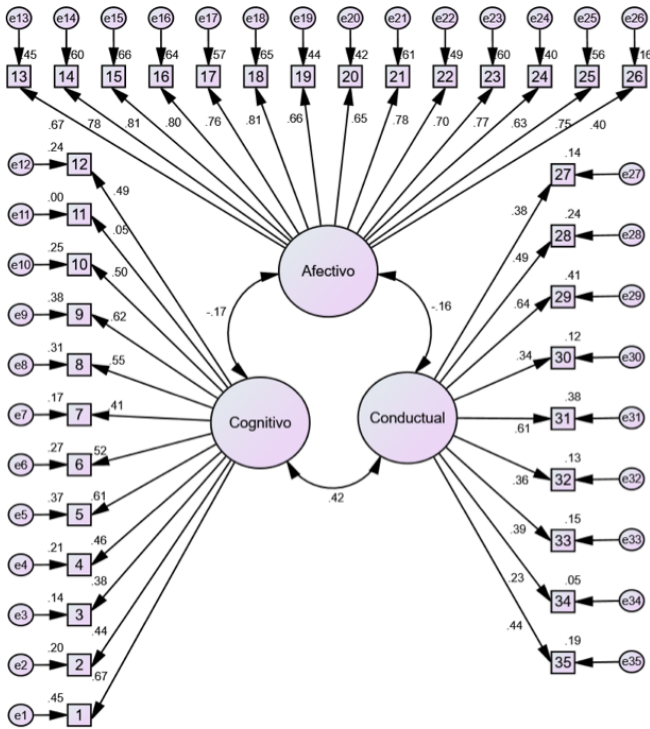 e13 e14 e15 e16 e17 e18 e19 e20 e21 e22 e23 e24 e25 e26
.45 .60 .66 .64 .57 .65 .44 .42 .61 .49 .60 .40 .56 .16
13 14 15 16 17 18 19 20 21 22 23 24 25 26
.67 .78 .81 .80 .76 .81 .66 .65 .78 .70 .77 .63 .75 .40
e12 .24 12 .49
e11 .00 11 .05
e10 .25 10 .50
e9 .38 9 .62
e8 .31 8 .55
e7 .17 7 .41
e6 .27 6 .52
e5 .37 5 .61
e4 .21 4 .46
e3 .14 3 .38
e2 .20 2 .44
e1 .45 1 .67
Afectivo
-.17 -.16
Cognitivo Conductual
.42
.38 27 .14 e27
.49 28 .24 e28
.64 29 .41 e29
.34 30 .12 e30
.61 31 .38 e31
.36 32 .13 e32
.39 33 .15 e33
.23 34 .05 e34
.44 35 .19 e35